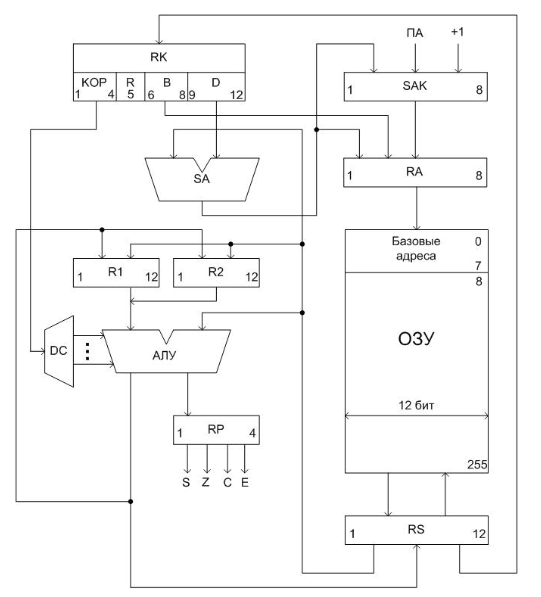 ПА +1
RK
КОР R B D
1 4 5 6 8 9 12
SAK
1 8
SA
RA
1 8
Базовые
адреса
0
7
8
R1
1 12
R2
1 12
ОЗУ
DC
АЛУ
12 бит
RP
1 4
255
S Z C E
RS
1 12